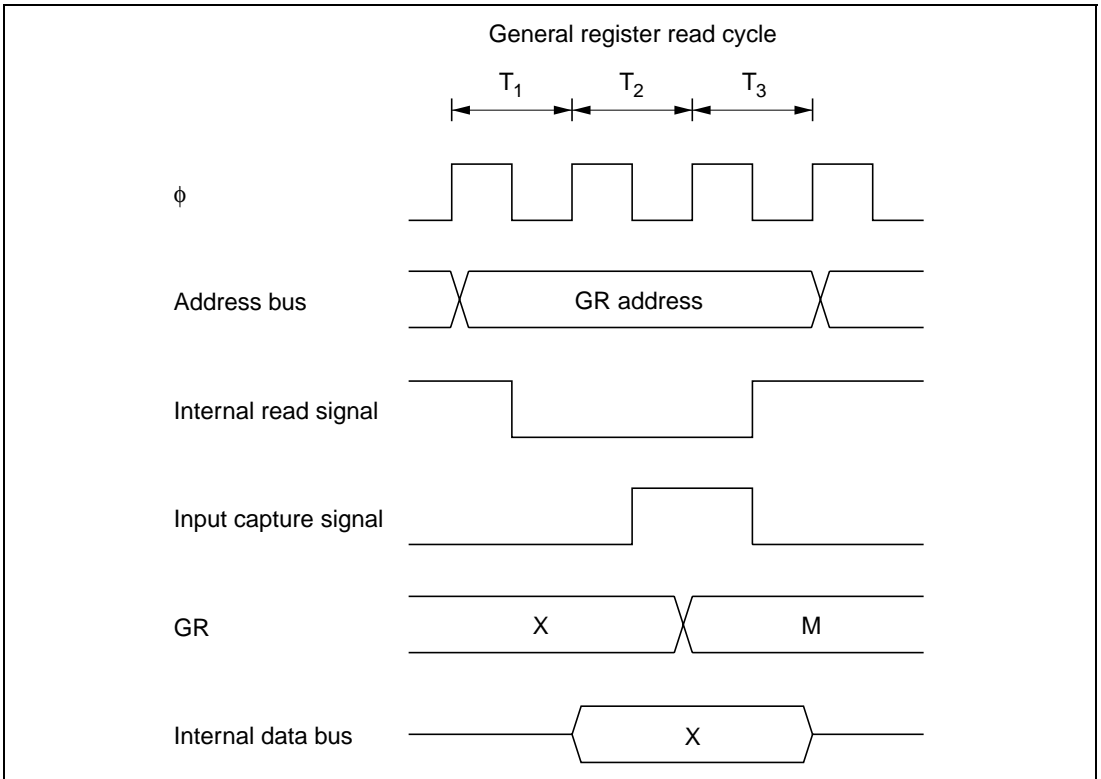 General register read cycle
T1 T2 T3
φ
Address bus GR address
Internal read signal
Input capture signal
GR X M
Internal data bus X